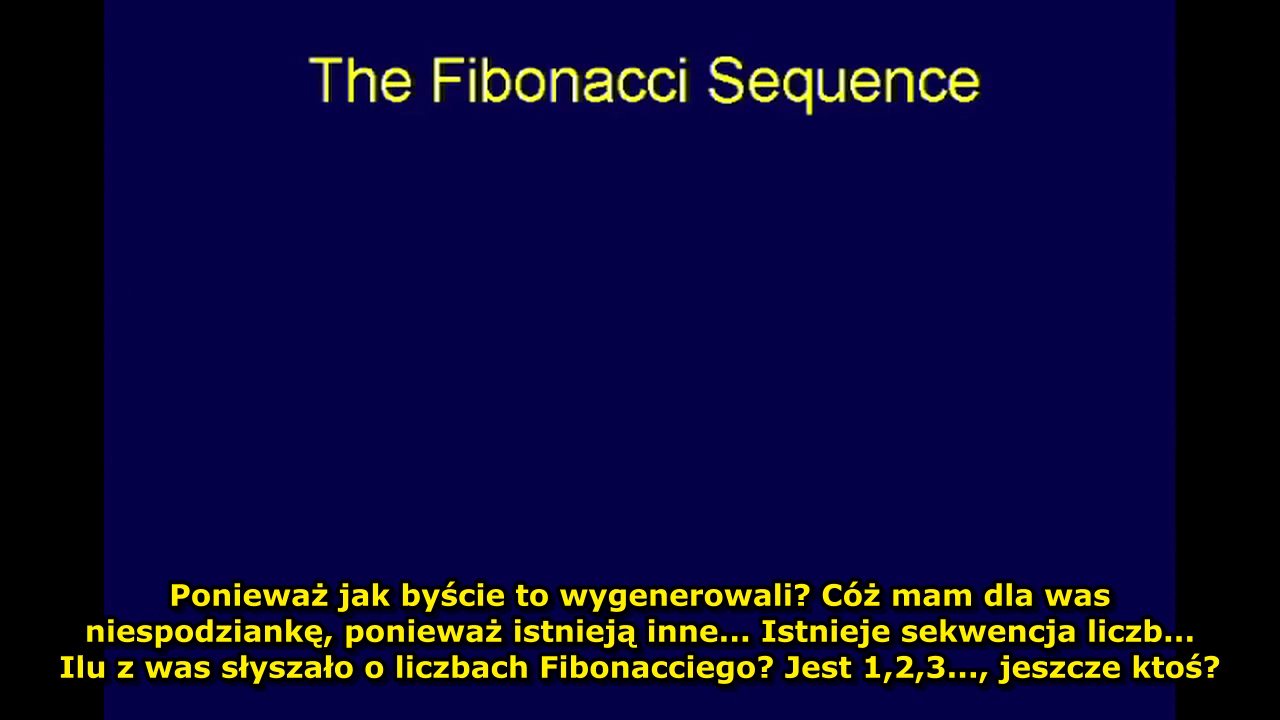 The Fibonacci Sequence
Ponieważ jak byście to wygenerowali? Cóż mam dla was
niespodziankę, ponieważ istnieją inne... Istnieje sekwencja liczb...
Ilu z was słyszało o liczbach Fibonacciego? Jest 1,2,3..., jeszcze ktoś?